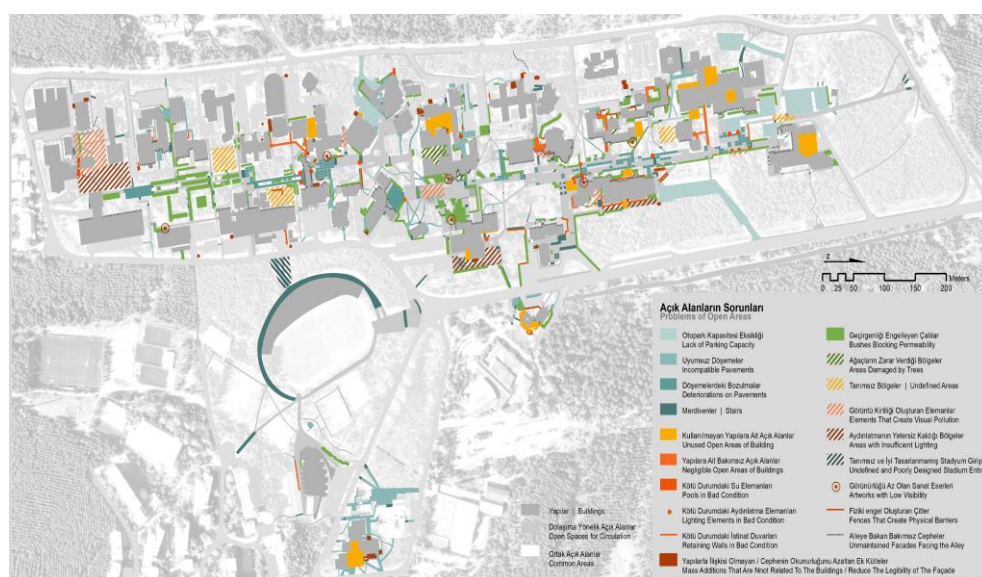 z
Meters
0 25 50 100 150 200
Açık Alanların Sorunları
Problems of Open Areas
Otopark Kapasitesi Eksikliği
Lack of Parking Capacity
Uyumsuz Döşemeler
Incompatible Pavements
Döşemelerdeki Bozulmalar
Deteriorations on Pavements
Merdivenler | Stairs
Kullanılmayan Yapılara Ait Açık Alanlar
Unused Open Areas of Building
Yapılara Ait Bakımsız Açık Alanlar
Negligible Open Areas of Buildings
Kötü Durumdaki Su Elemanları
Pools in Bad Condition
Kötü Durumdaki Aydınlatma Elemanları
Lighting Elements in Bad Condition
Kötü Durumdaki İstinat Duvarları
Retaining Walls in Bad Condition
Yapılarla İlişkisi Olmayan / Cephenin Okunurluğunu Azaltan Ek Kütleler
Mass Additions That Are Nnot Related To The Buildings / Reduce The Legibility of The Façade
Geçirgenliği Engelleyen Çalılar
Bushes Blocking Permeability
Ağaçların Zarar Verdiği Bölgeler
Areas Damaged by Trees
Tanımsız Bölgeler | Undefined Areas
Görüntü Kirliliği Oluşturan Elemanlar
Elements That Create Visual Pollution
Aydınlatmanın Yetersiz Kaldığı Bölgeler
Areas with Insufficient Lighting
Tanımsız ve İyi Tasarlanmamış Stadyum Giriş
Undefined and Poorly Designed Stadium Entr
Görünürlüğü Az Olan Sanat Eserleri
Artworks with Low Visibility
Fiziki engel Oluşturan Çitler
Fences That Create Physical Barriers
Alleye Bakan Bakımsız Cepheler
Unmaintained Facades Facing the Alley
Yapılar | Buildings
Dolaşıma Yönelik Açık Alanlar
Open Spaces for Circulation
Ortak Açık Alanlar
Common Areas